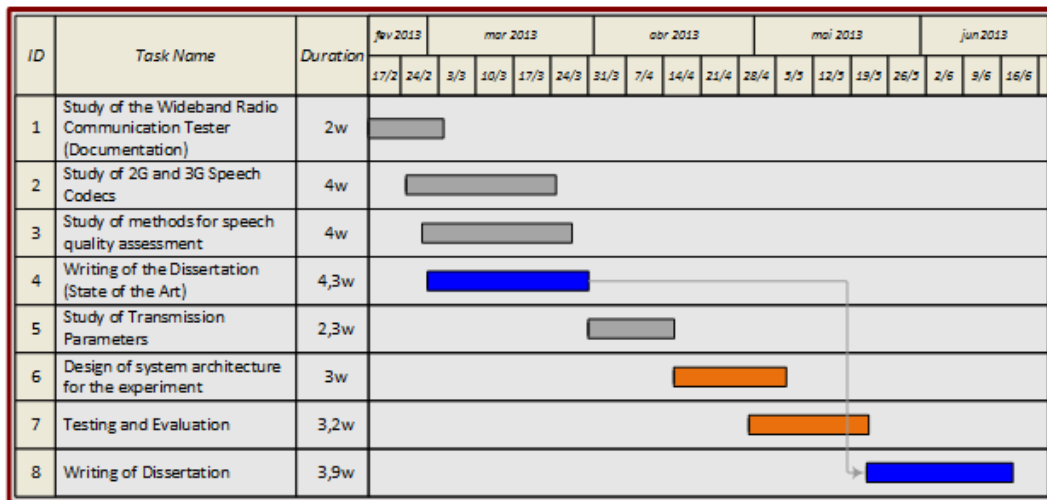 ID Task Name Duration fev 2013 mar 2013 abr 2013 mai 2013 jun 2013
17/2 24/2 3/3 10/3 17/3 24/3 31/3 7/4 14/4 21/4 28/4 5/5 12/5 19/5 26/5 2/6 9/6 16/6
1 Study of the Wideband Radio
Communication Tester
(Documentation) 2w
2 Study of 2G and 3G Speech
Codecs 4w
3 Study of methods for speech
quality assessment 4w
4 Writing of the Dissertation
(State of the Art) 4,3w
5 Study of Transmission
Parameters 2,3w
6 Design of system architecture
for the experiment 3w
7 Testing and Evaluation 3,2w
8 Writing of Dissertation 3,9w